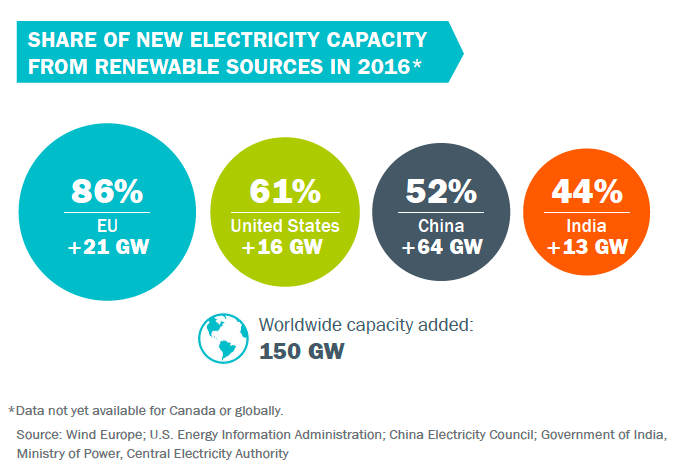 SHARE OF NEW ELECTRICITY CAPACITY
FROM RENEWABLE SOURCES IN 2016*
86%
EU
+21 GW
61%
United States
+16 GW
52%
China
+64 GW
44%
India
+13 GW
Worldwide capacity added:
150 GW
*Data not yet available for Canada or globally.
Source: Wind Europe; U.S. Energy Information Administration; China Electricity Council; Government of India,
Ministry of Power, Central Electricity Authority